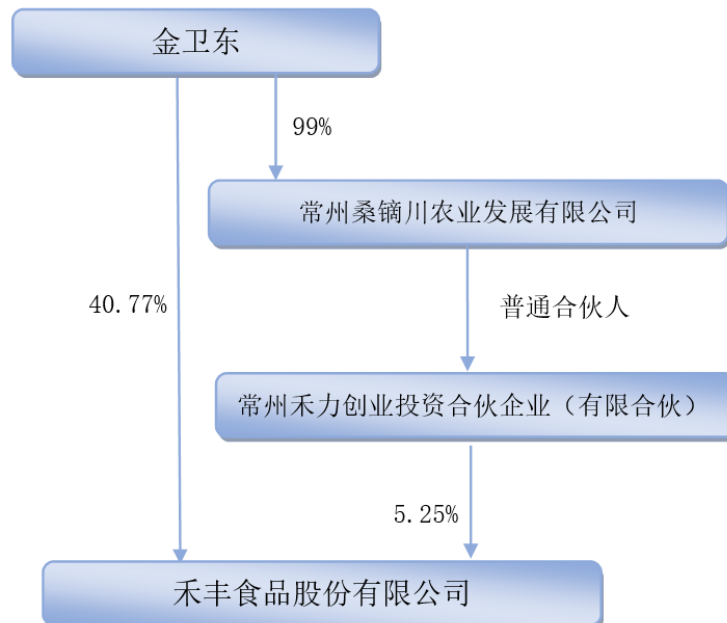 金卫东
99%
常州桑镝川农业发展有限公司
40.77%
普通合伙人
常州禾力创业投资合伙企业（有限合伙）
5.25%
禾丰食品股份有限公司